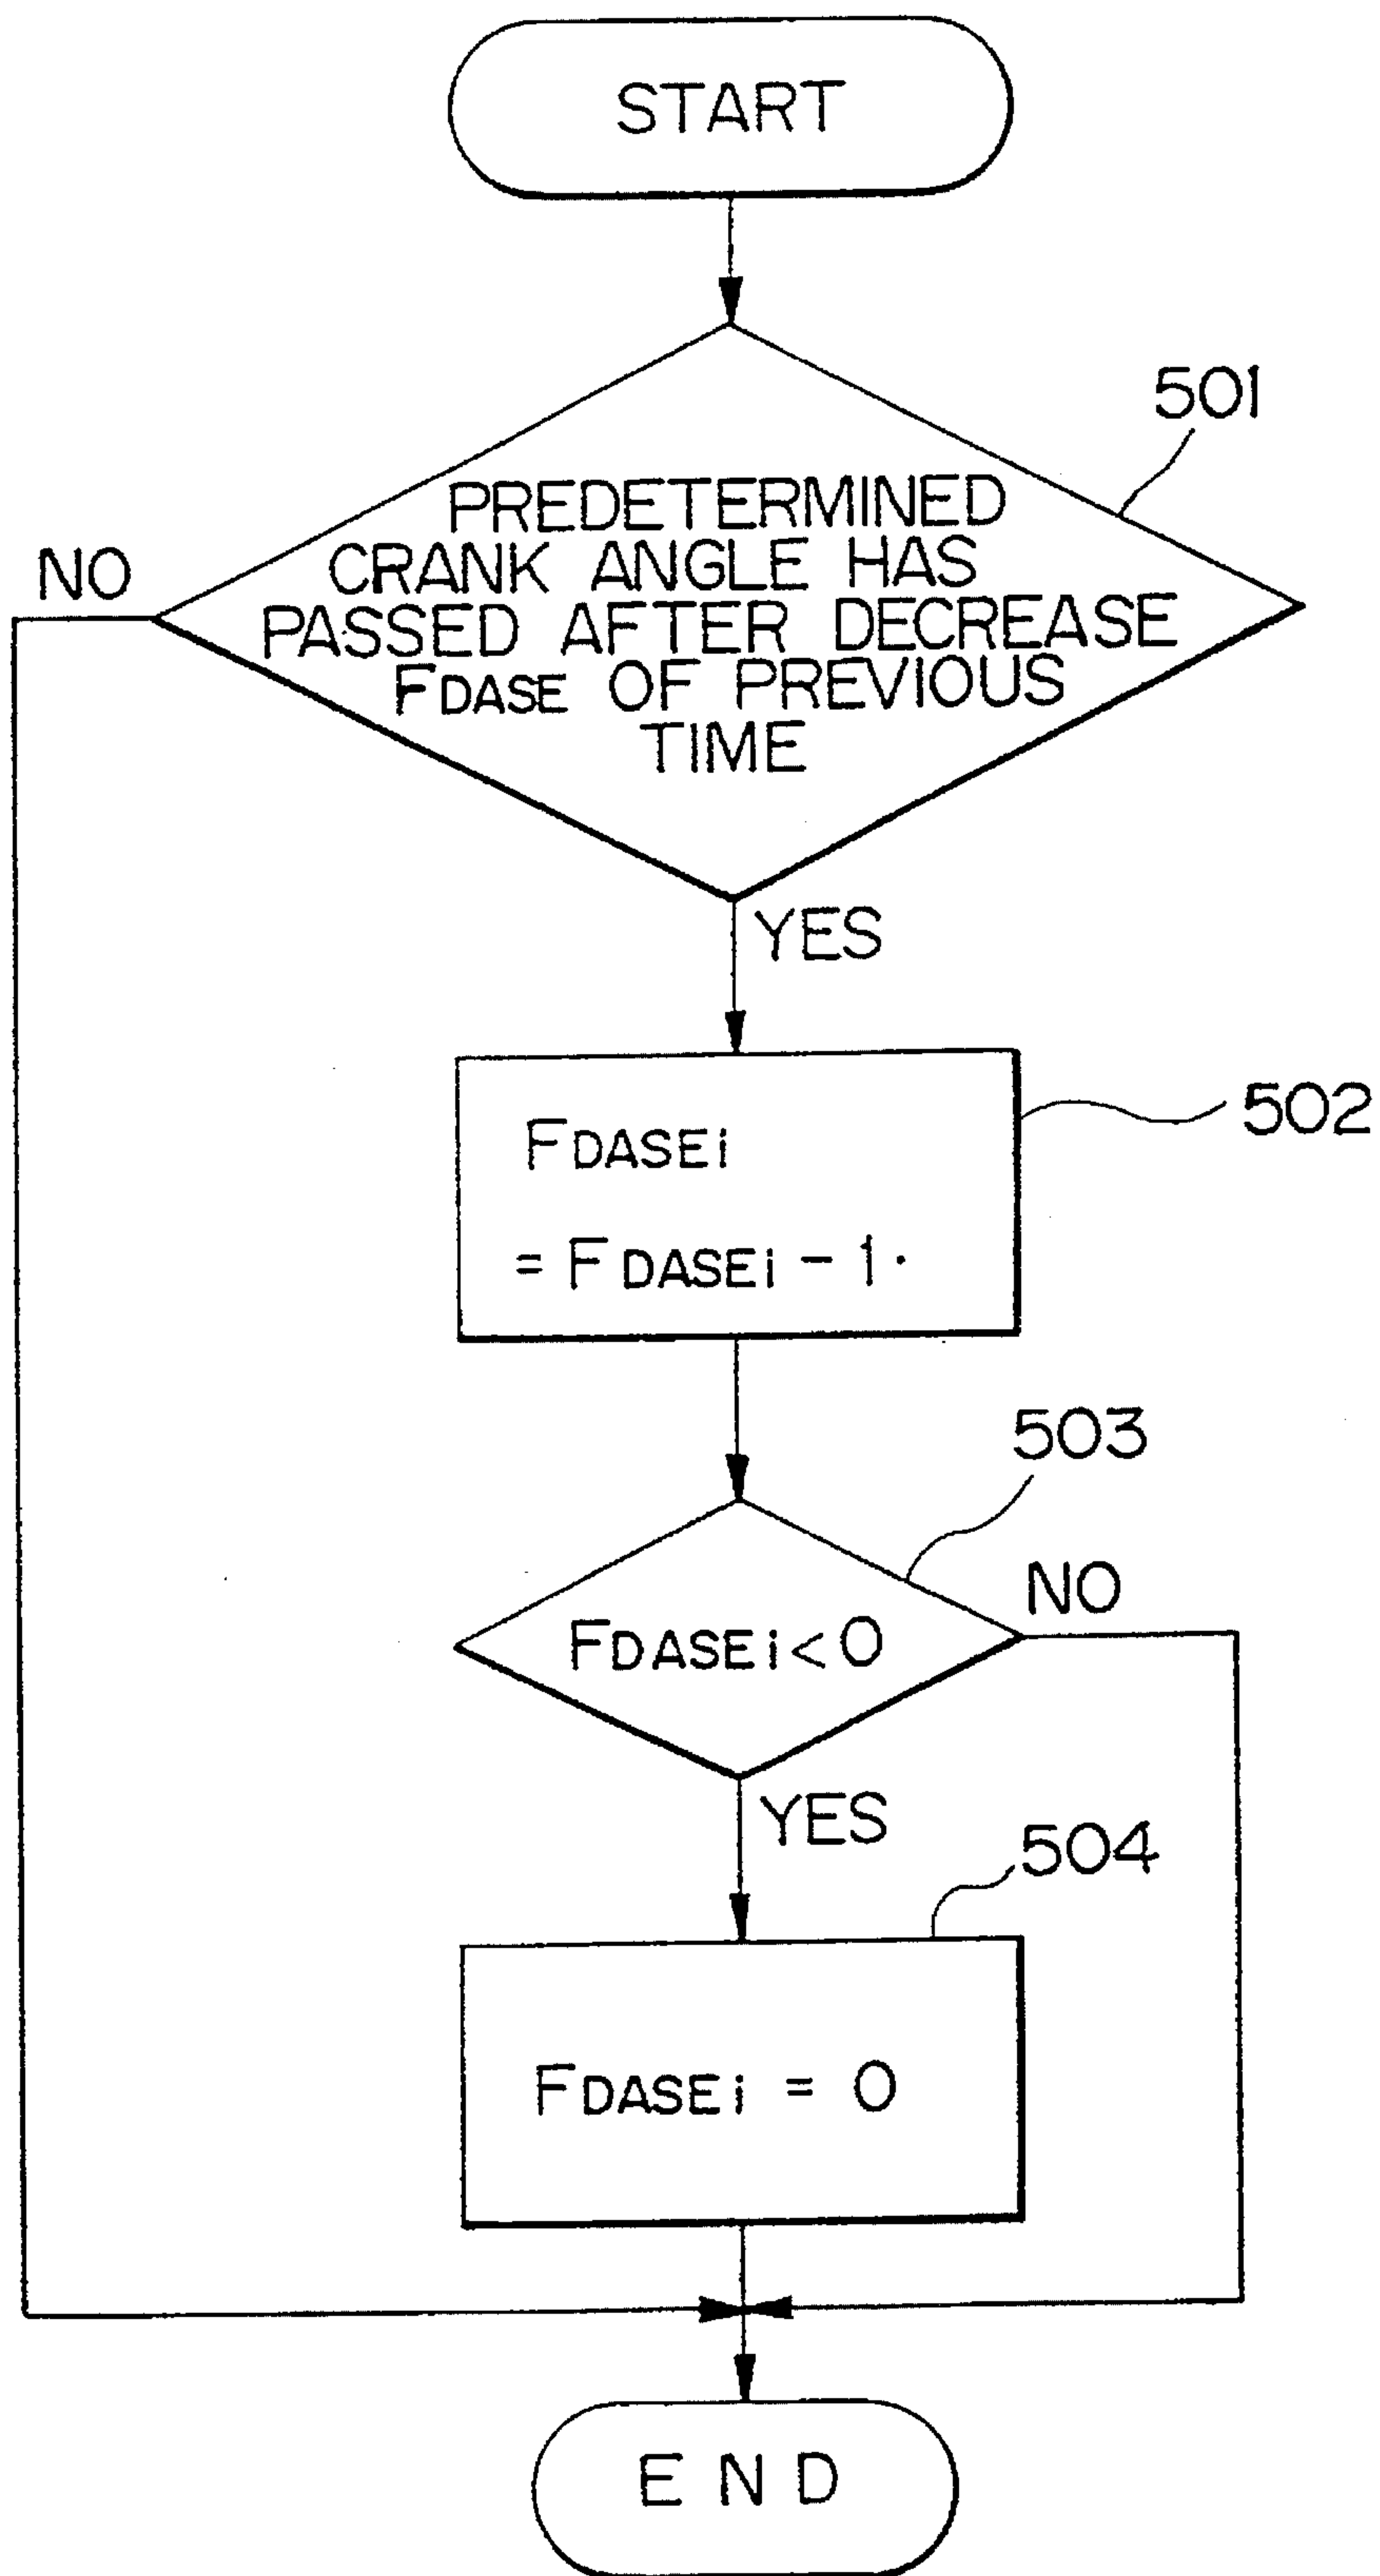 START
501
PREDETERMINED
CRANK ANGLE HAS
NO
PASSED AFTER DECREASE
FDASE OF PREVIOUS
TIME
YES
502
FDASEi
= FDASEi - 1.
503
NO
FDASEi<0
YES
504
FDASEi = 0
END